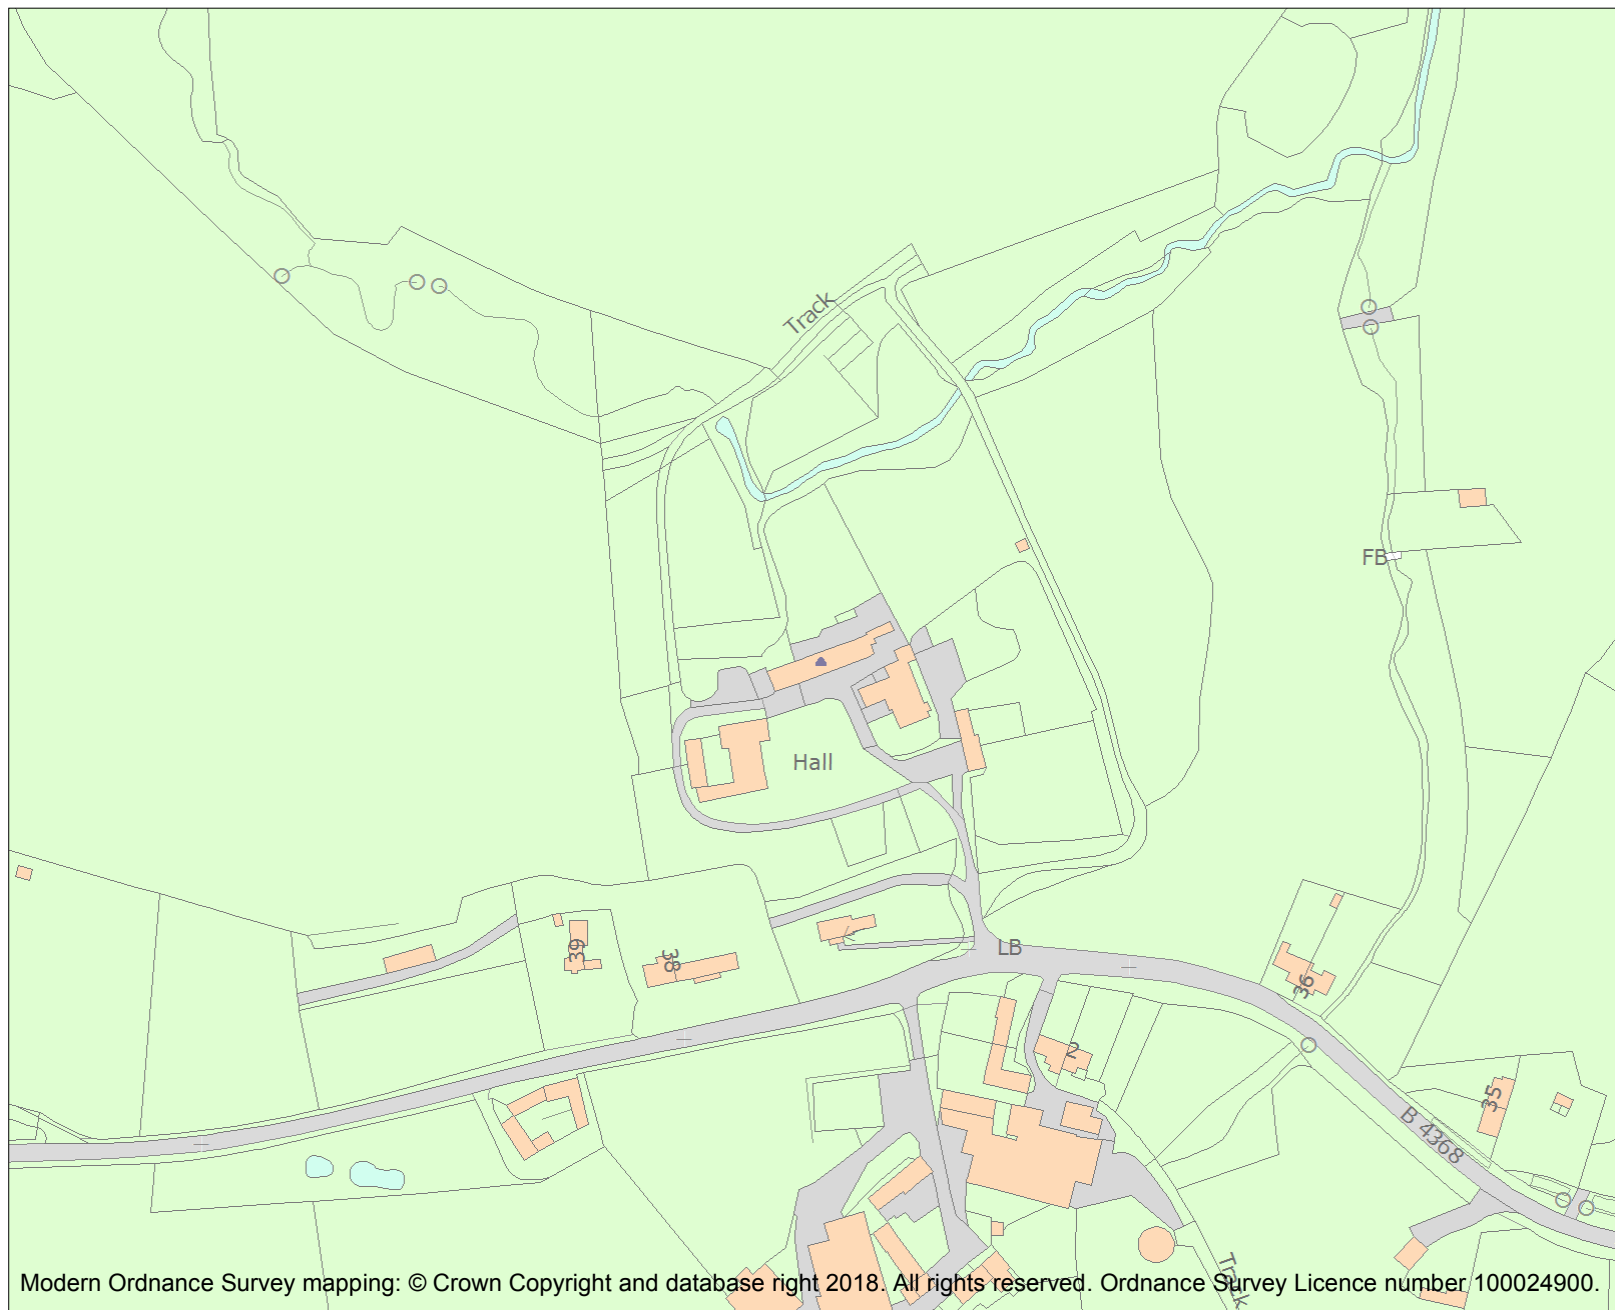 Track
FB
Hall
39
38
LB
36
2
35
B 4368
Track
Modern Ordnance Survey mapping: © Crown Copyright and database right 2018. All rights reserved. Ordnance Survey Licence number 100024900.